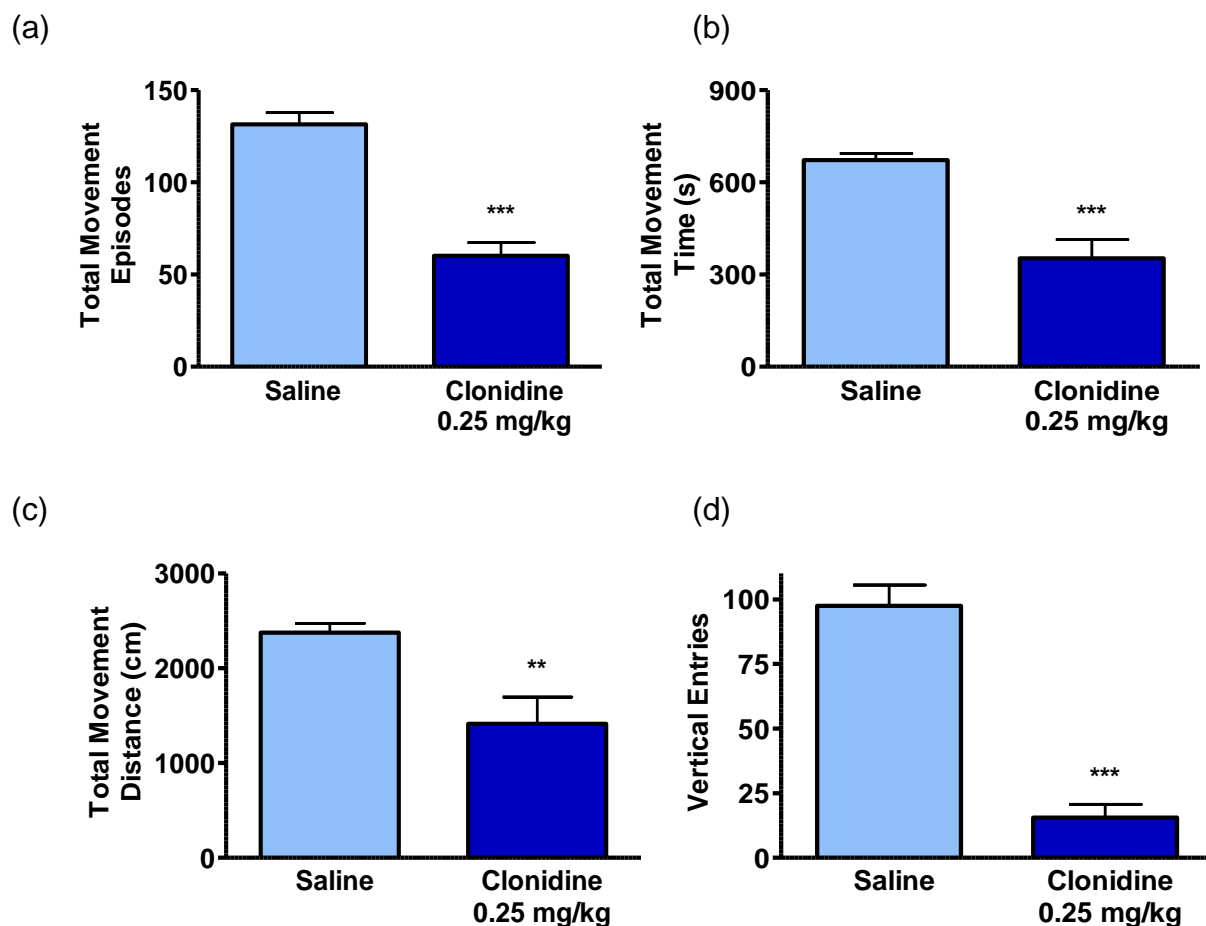 (a)
Total Movement
Episodes
150
100
50
0
***
Saline
Clonidine
0.25 mg/kg
(b)
Total Movement
Time (s)
900
600
300
0
***
Saline
Clonidine
0.25 mg/kg
(c)
Total Movement
Distance (cm)
3000
2000
1000
0
**
Saline
Clonidine
0.25 mg/kg
(d)
Vertical Entries
100
75
50
25
0
***
Saline
Clonidine
0.25 mg/kg